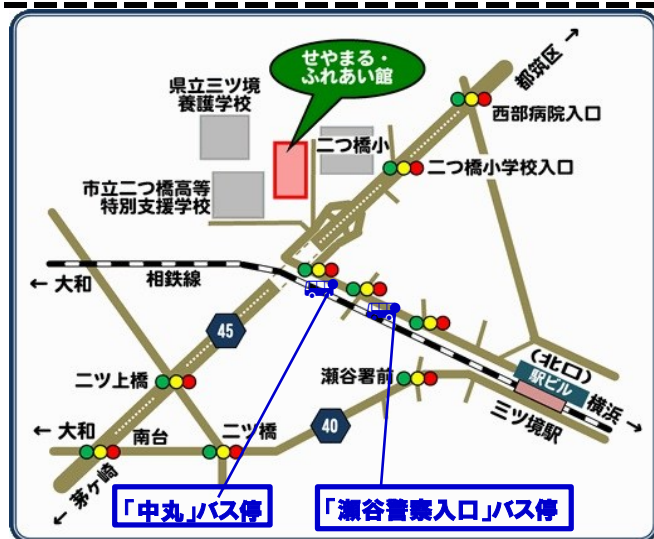 せやまる・
ふれあい館
都筑区
県立三ツ境
養護学校
西部病院入口
二つ橋小
二つ橋小学校入口
市立二つ橋高等
特別支援学校
← 大和
相鉄線
45
(北口)
駅ビル
横浜
三ツ境駅
二ツ上橋
瀬谷署前
← 大和
南台
二ツ橋
40
茅ヶ崎
「中丸」バス停
「瀬谷警察入口」バス停